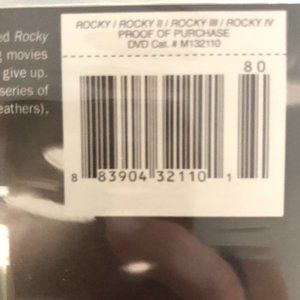 ed Rocky
g movies
give up.
series of
eathers),
ROCKY / ROCKY II / ROCKY III / ROCKY IV
PROOF OF PURCHASE
DVD Cat. # M132110
80
8 83904 32110 1